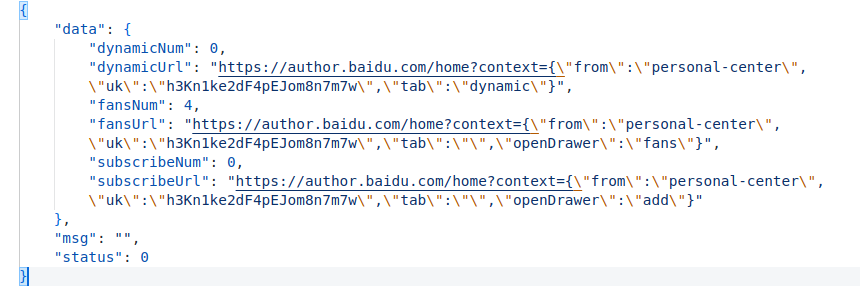 {
"data": {
"dynamicNum": 0,
"dynamicUrl": "https://author.baidu.com/home?context={\"from\":\"personal-center\",
\"uk\":\"h3Kn1ke2dF4pEJom8n7m7w\",\"tab\":\"dynamic\"}",
"fansNum": 4,
"fansUrl": "https://author.baidu.com/home?context={\"from\":\"personal-center\",
\"uk\":\"h3Kn1ke2dF4pEJom8n7m7w\",\"tab\":\"\",\"openDrawer\":\"fans\"}",
"subscribeNum": 0,
"subscribeUrl": "https://author.baidu.com/home?context={\"from\":\"personal-center\",
\"uk\":\"h3Kn1ke2dF4pEJom8n7m7w\",\"tab\":\"\",\"openDrawer\":\"add\"}"
},
"msg": "",
"status": 0
}